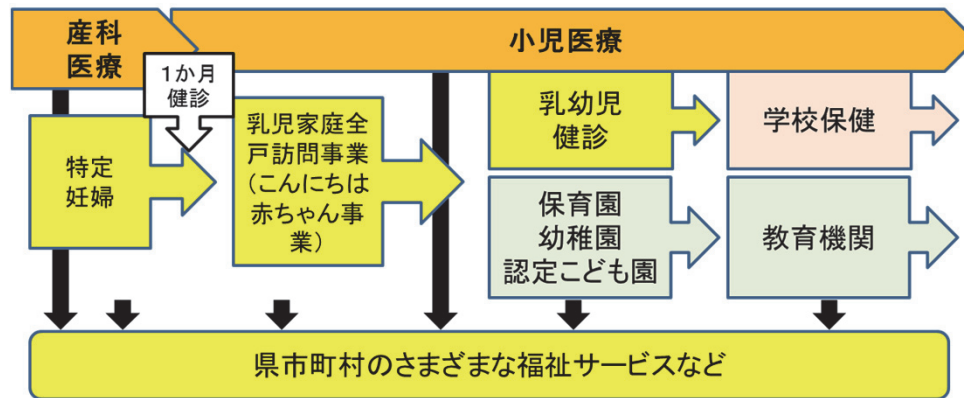 産科
医療
小児医療
1か月
健診
特定
妊婦
乳児家庭全
戸訪問事業
(こんにちは
赤ちゃん事
業)
乳幼児
健診
学校保健
保育園
幼稚園
認定こども園
教育機関
県市町村のさまざまな福祉サービスなど